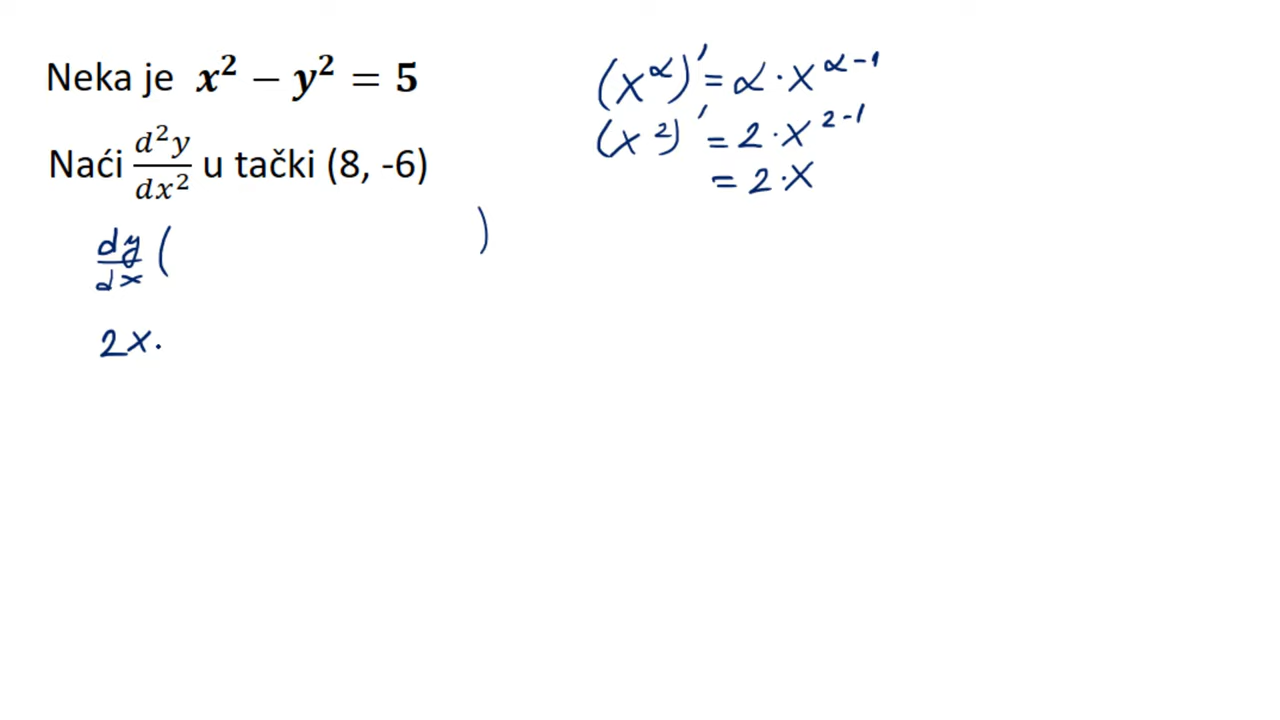 Neka je x² − y² = 5
Naći d²y/dx² u tački (8, -6)
dy/dx (                    )
2x·
(x^α)' = α·x^(α-1)
(x²)' = 2·x^(2-1)
= 2·x